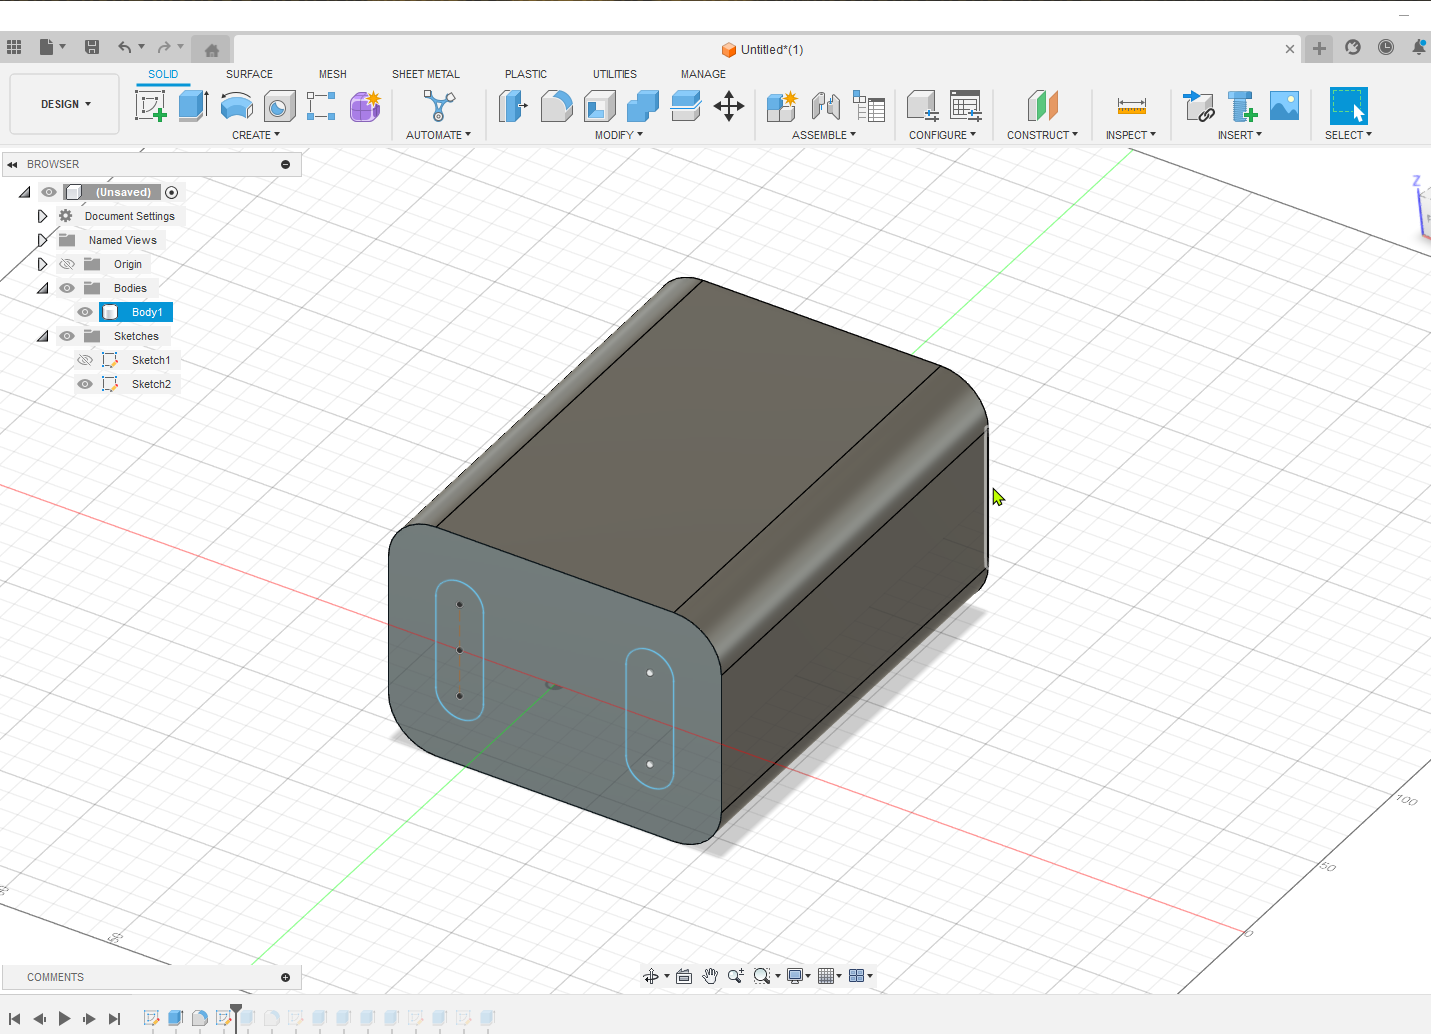 Untitled*(1)
SOLID SURFACE MESH SHEET METAL PLASTIC UTILITIES MANAGE
DESIGN
CREATE AUTOMATE MODIFY ASSEMBLE CONFIGURE CONSTRUCT INSPECT INSERT SELECT
BROWSER
(Unsaved)
Document Settings
Named Views
Origin
Bodies
Body1
Sketches
Sketch1
Sketch2
Z
100
50
0
50
COMMENTS